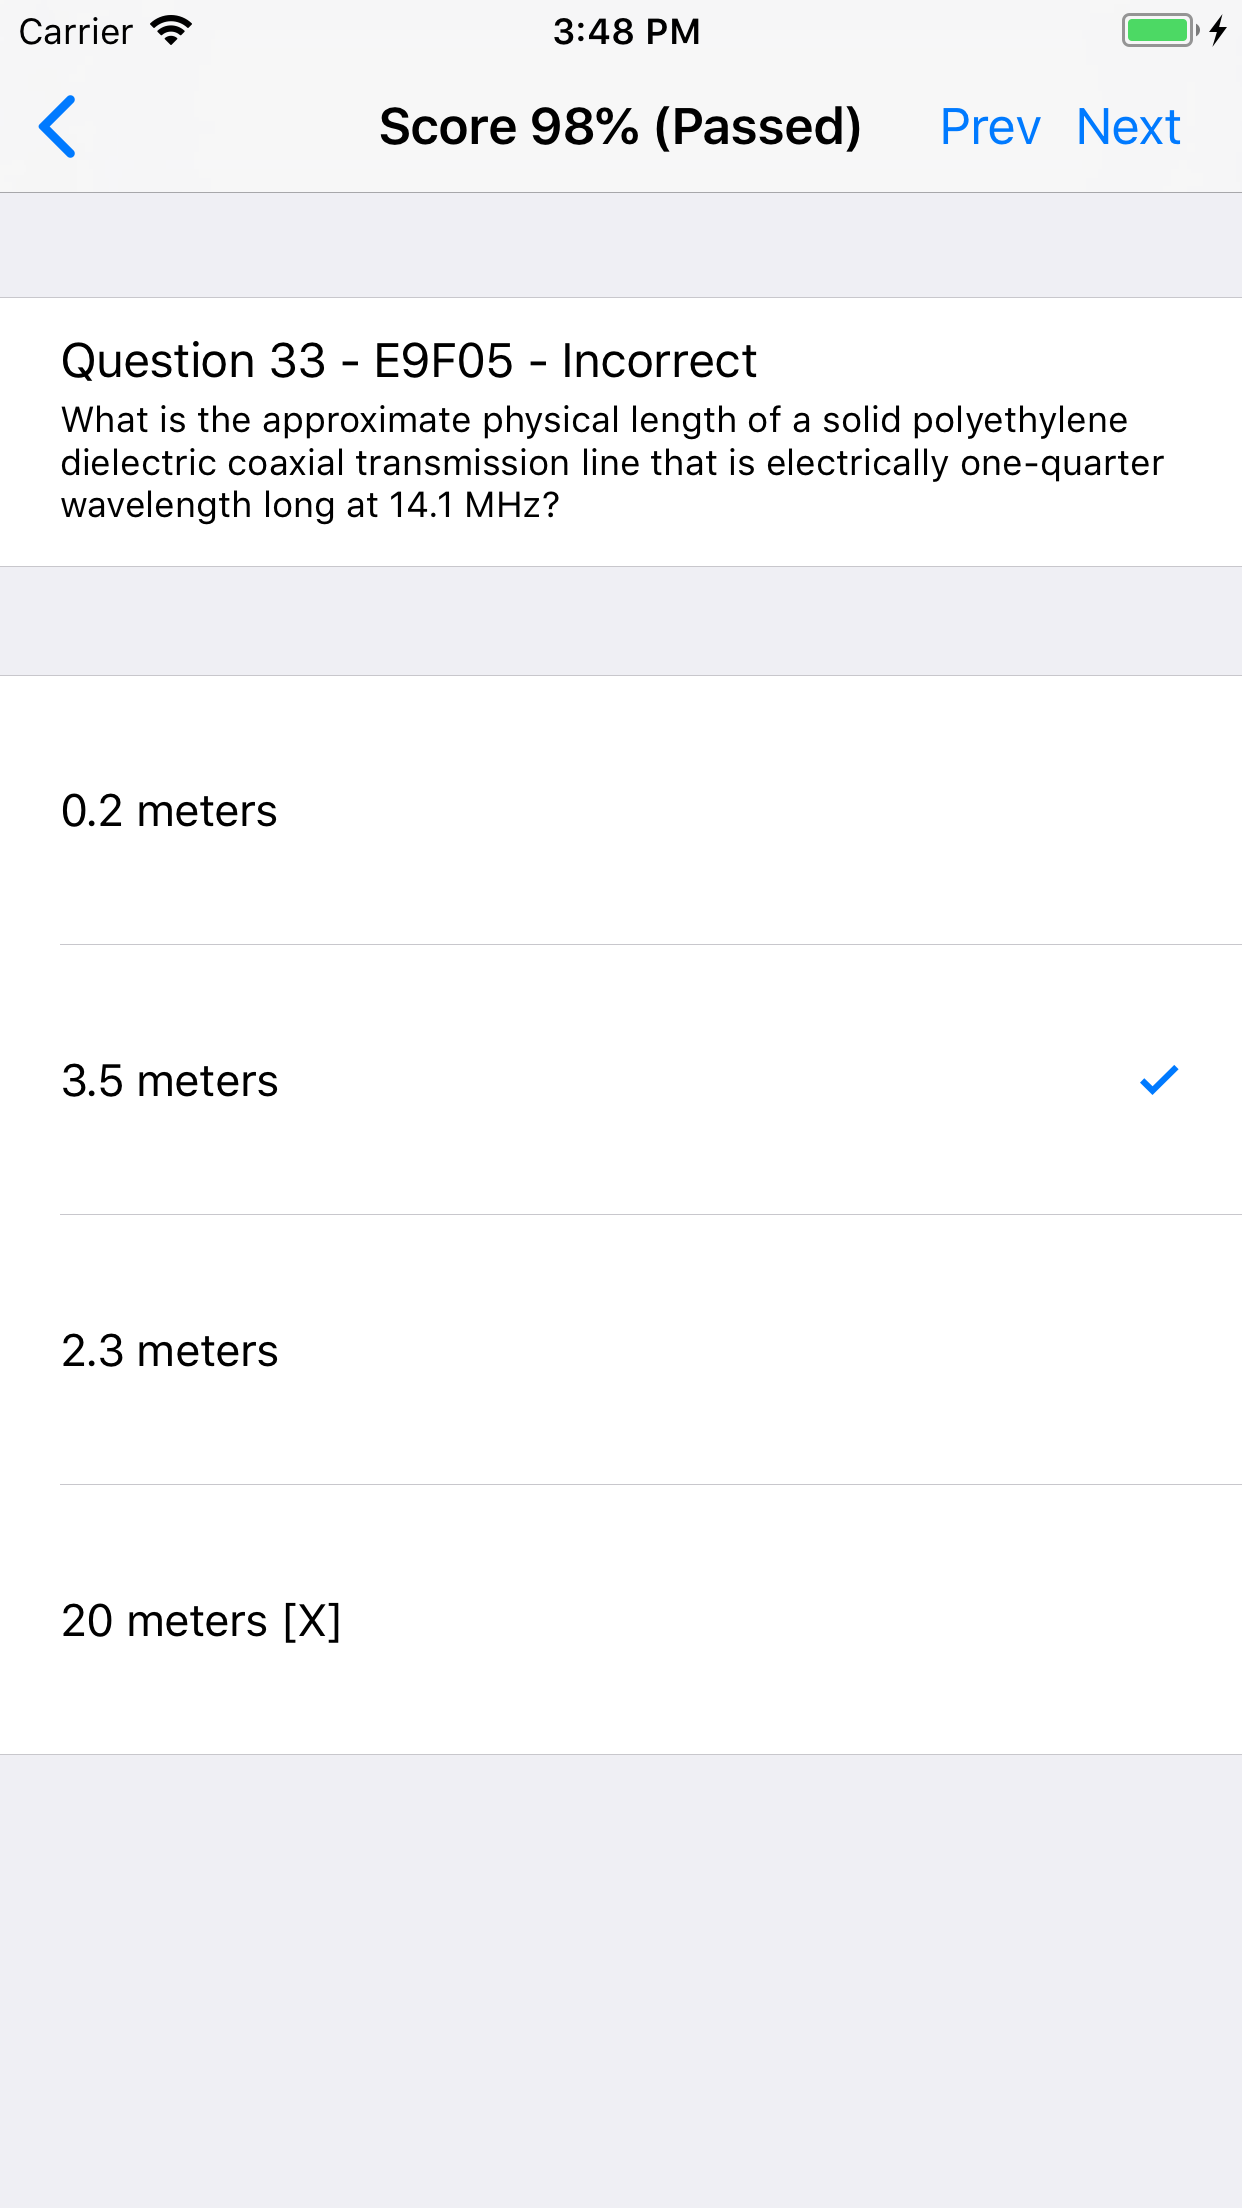 Carrier 3:48 PM
Score 98% (Passed) Prev Next
Question 33 - E9F05 - Incorrect
What is the approximate physical length of a solid polyethylene
dielectric coaxial transmission line that is electrically one-quarter
wavelength long at 14.1 MHz?
0.2 meters
3.5 meters
2.3 meters
20 meters [X]